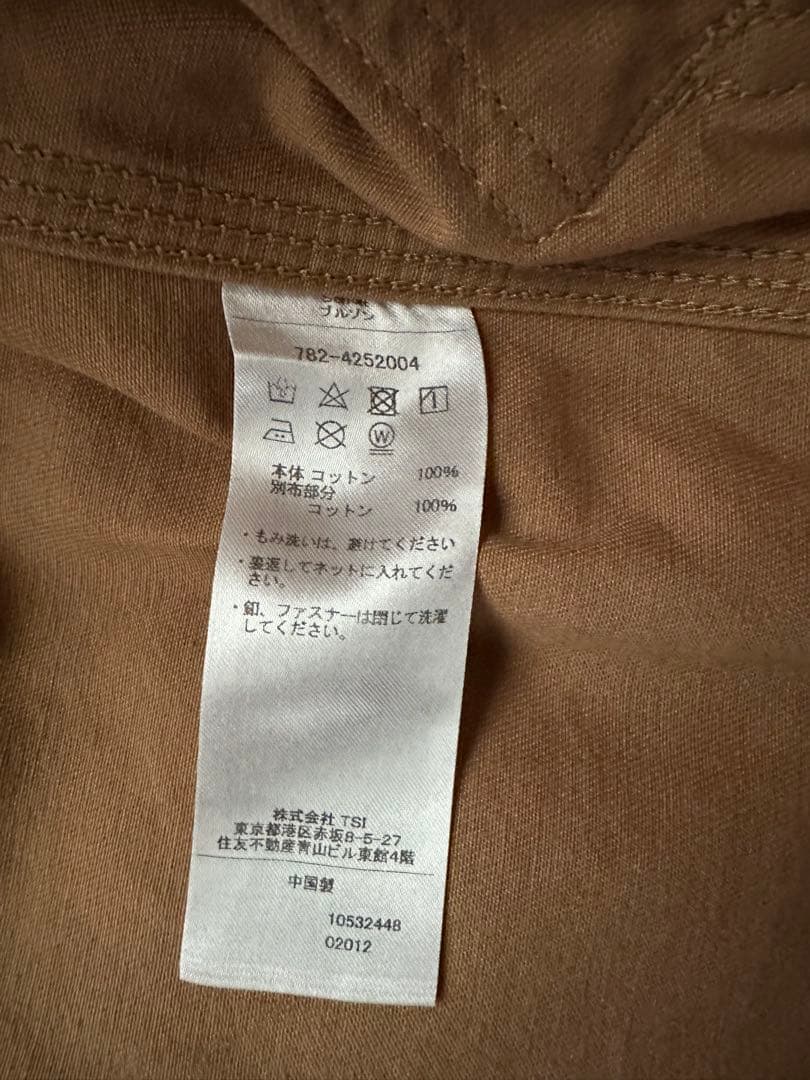 ブルゾン
782-4252004
W
本体 コットン 100%
別布部分
コットン 100%
・もみ洗いは、避けてください
・裏返してネットに入れてくだ
さい。
・釦、ファスナーは閉じて洗濯
してください。
株式会社 TSI
東京都港区赤坂8-5-27
住友不動産青山ビル東館4階
中国製
10532448
02012